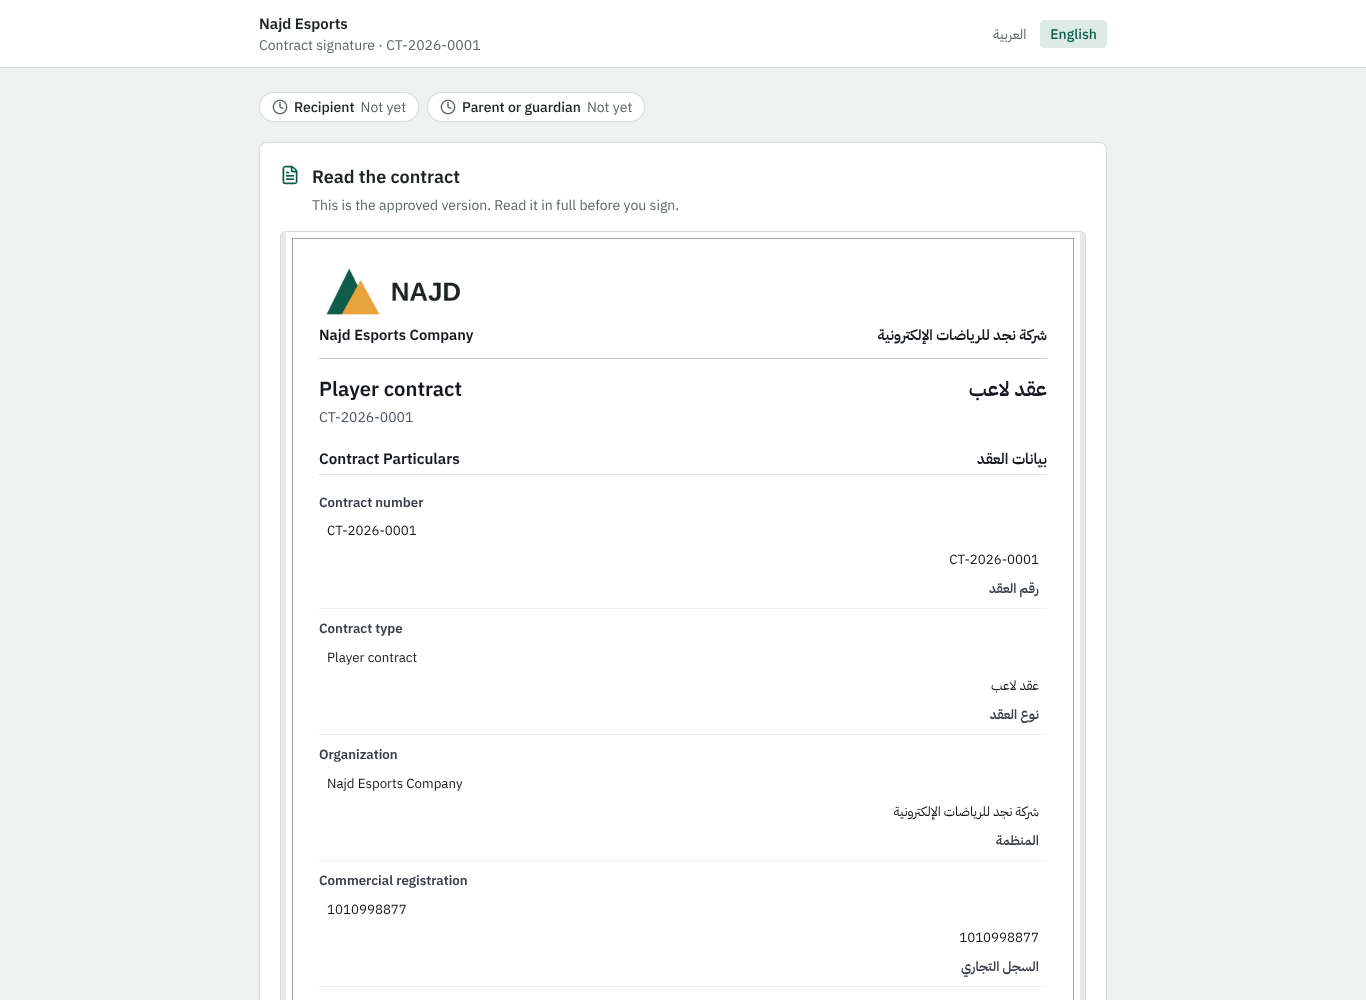 Najd Esports
Contract signature · CT-2026-0001
العربية
English
Recipient Not yet
Parent or guardian Not yet
Read the contract
This is the approved version. Read it in full before you sign.
NAJD
Najd Esports Company
شركة نجد للرياضات الإلكترونية
Player contract
عقد لاعب
CT-2026-0001
Contract Particulars
بيانات العقد
Contract number
CT-2026-0001
CT-2026-0001
رقم العقد
Contract type
Player contract
عقد لاعب
نوع العقد
Organization
Najd Esports Company
شركة نجد للرياضات الإلكترونية
المنظمة
Commercial registration
1010998877
1010998877
السجل التجاري